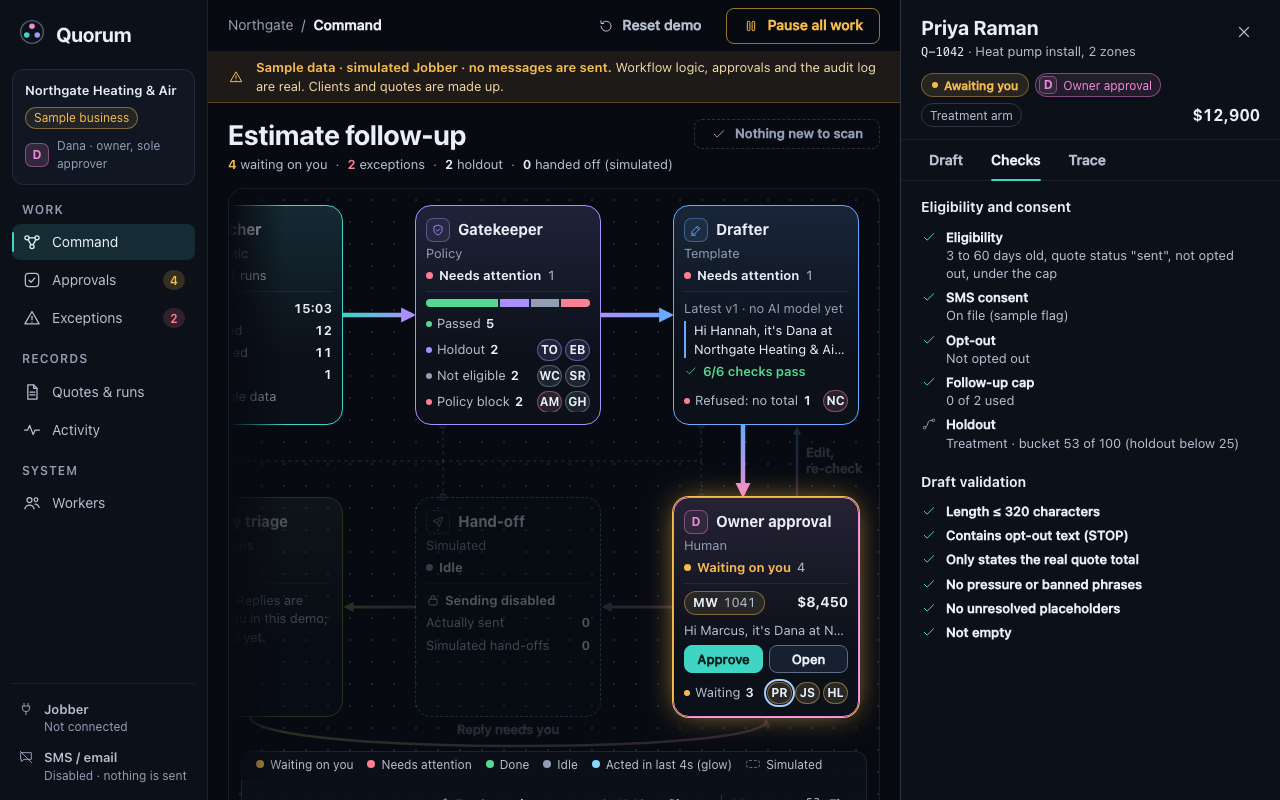 Quorum
Northgate Heating & Air
Sample business
D
Dana · owner, sole
approver
WORK
Command
Approvals
4
Exceptions
2
RECORDS
Quotes & runs
Activity
SYSTEM
Workers
Jobber
Not connected
SMS / email
Disabled · nothing is sent
Northgate / Command
Reset demo
Pause all work
Sample data · simulated Jobber · no messages are sent. Workflow logic, approvals and the audit log
are real. Clients and quotes are made up.
Estimate follow-up
Nothing new to scan
4 waiting on you · 2 exceptions · 2 holdout · 0 handed off (simulated)
runs
15:03
12
11
1
data
Gatekeeper
Policy
Needs attention 1
Passed 5
Holdout 2
TO EB
Not eligible 2
WC SR
Policy block 2
AM GH
Drafter
Template
Needs attention 1
Latest v1 · no AI model yet
Hi Hannah, it's Dana at
Northgate Heating & Ai...
6/6 checks pass
Refused: no total 1
NC
Edit,
re-check
triage
Replies are
in this demo;
yet.
Hand-off
Simulated
Idle
Sending disabled
Actually sent 0
Simulated hand-offs 0
D
Owner approval
Human
Waiting on you 4
MW 1041
$8,450
Hi Marcus, it's Dana at N...
Approve
Open
Waiting 3
PR JS HL
Reply needs you
Waiting on you
Needs attention
Done
Idle
Acted in last 4s (glow)
Simulated
Priya Raman
Q-1042 · Heat pump install, 2 zones
Awaiting you
D Owner approval
Treatment arm
$12,900
Draft
Checks
Trace
Eligibility and consent
Eligibility
3 to 60 days old, quote status "sent", not opted
out, under the cap
SMS consent
On file (sample flag)
Opt-out
Not opted out
Follow-up cap
0 of 2 used
Holdout
Treatment · bucket 53 of 100 (holdout below 25)
Draft validation
Length ≤ 320 characters
Contains opt-out text (STOP)
Only states the real quote total
No pressure or banned phrases
No unresolved placeholders
Not empty